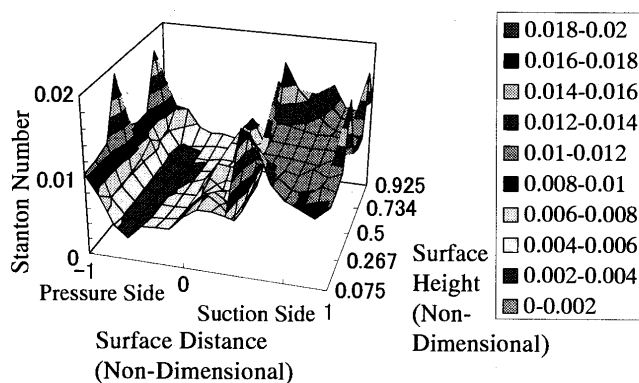 Stanton Number
0.02
0.01
0
-1
0
1
Pressure Side
Suction Side
Surface Distance
(Non-Dimensional)
0.925
0.734
0.5
0.267
0.075
Surface
Height
(Non-
Dimensional)
0.018-0.02
0.016-0.018
0.014-0.016
0.012-0.014
0.01-0.012
0.008-0.01
0.006-0.008
0.004-0.006
0.002-0.004
0-0.002